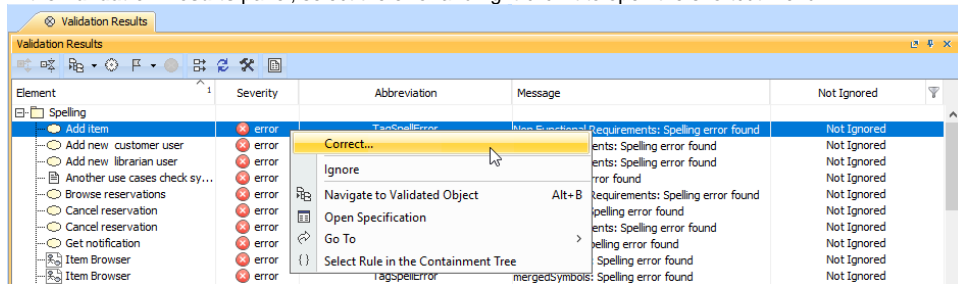 Validation Results
Validation Results
Element 1 Severity Abbreviation Message Not Ignored
Spelling
Add item error TagSpellError Non Functional Requirements: Spelling error found Not Ignored
Add new customer user error ents: Spelling error found Not Ignored
Add new librarian user error ents: Spelling error found Not Ignored
Another use cases check sy... error rror found Not Ignored
Browse reservations error Requirements: Spelling error found Not Ignored
Cancel reservation error pelling error found Not Ignored
Cancel reservation error ents: Spelling error found Not Ignored
Get notification error pelling error found Not Ignored
Item Browser error Spelling error found Not Ignored
Item Browser error TagSpellError mergedSymbols: Spelling error found Not Ignored
Correct...
Ignore
Navigate to Validated Object Alt+B
Open Specification
Go To
Select Rule in the Containment Tree